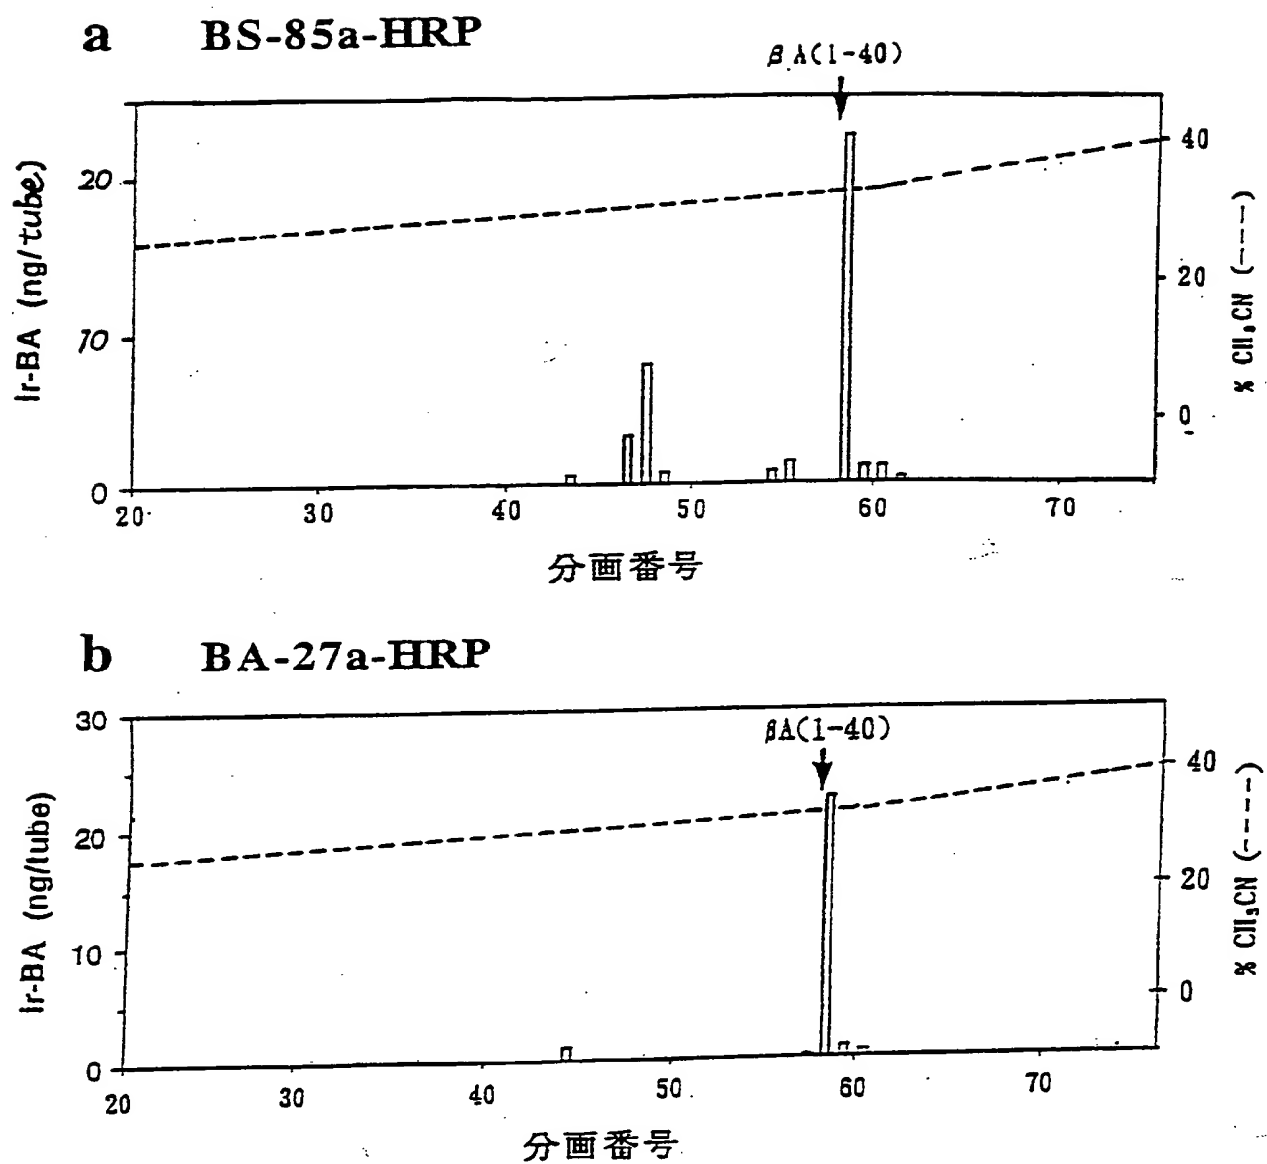 a BS-85a-HRP
βA(1-40)
Ir-BA (ng/tube)
20
10
0
40
20
0
% CH₃CN (---)
20 30 40 50 60 70
分画番号
b BA-27a-HRP
βA(1-40)
Ir-BA (ng/tube)
30
20
10
0
40
20
0
% CH₃CN (----)
20 30 40 50 60 70
分画番号